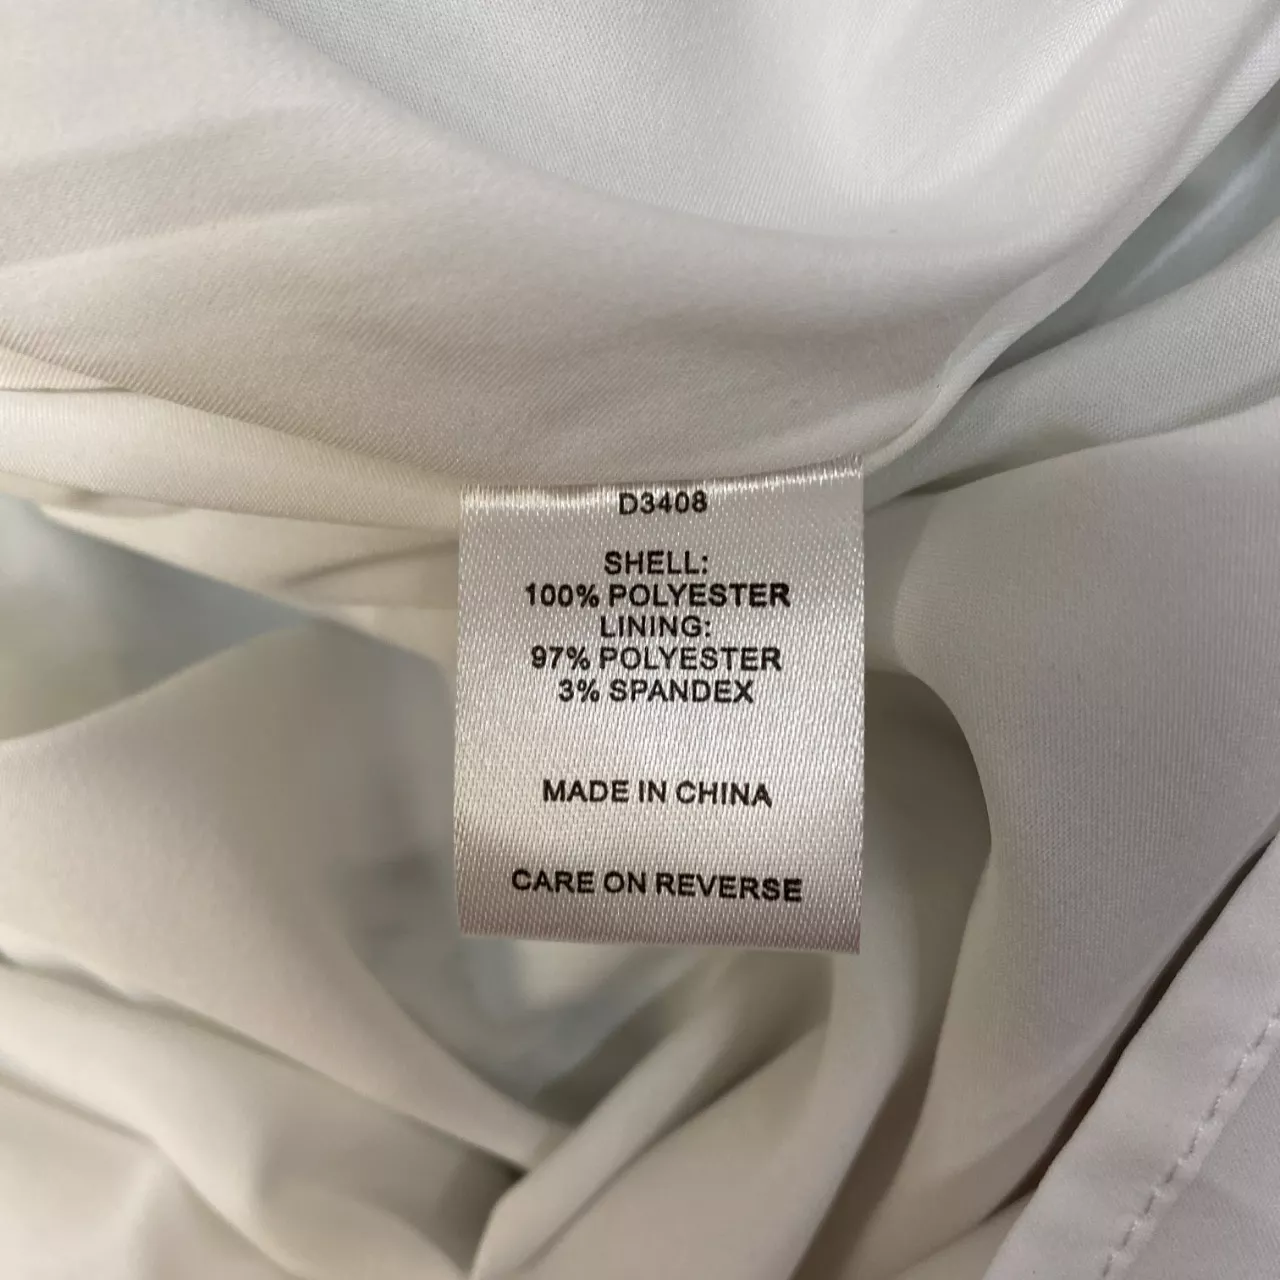 D3408
SHELL:
100% POLYESTER
LINING:
97% POLYESTER
3% SPANDEX
MADE IN CHINA
CARE ON REVERSE